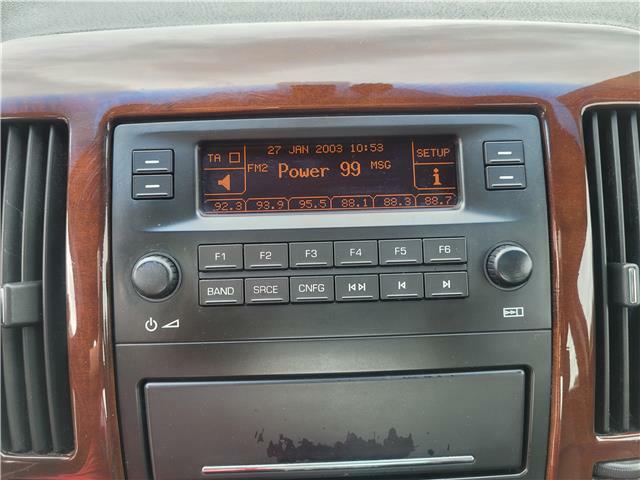 27 JAN 2003 10:53
TA SETUP
FM2 Power 99 MSG
i
92.3 93.9 95.5 88.1 88.3 88.7
F1 F2 F3 F4 F5 F6
BAND SRCE CNFG